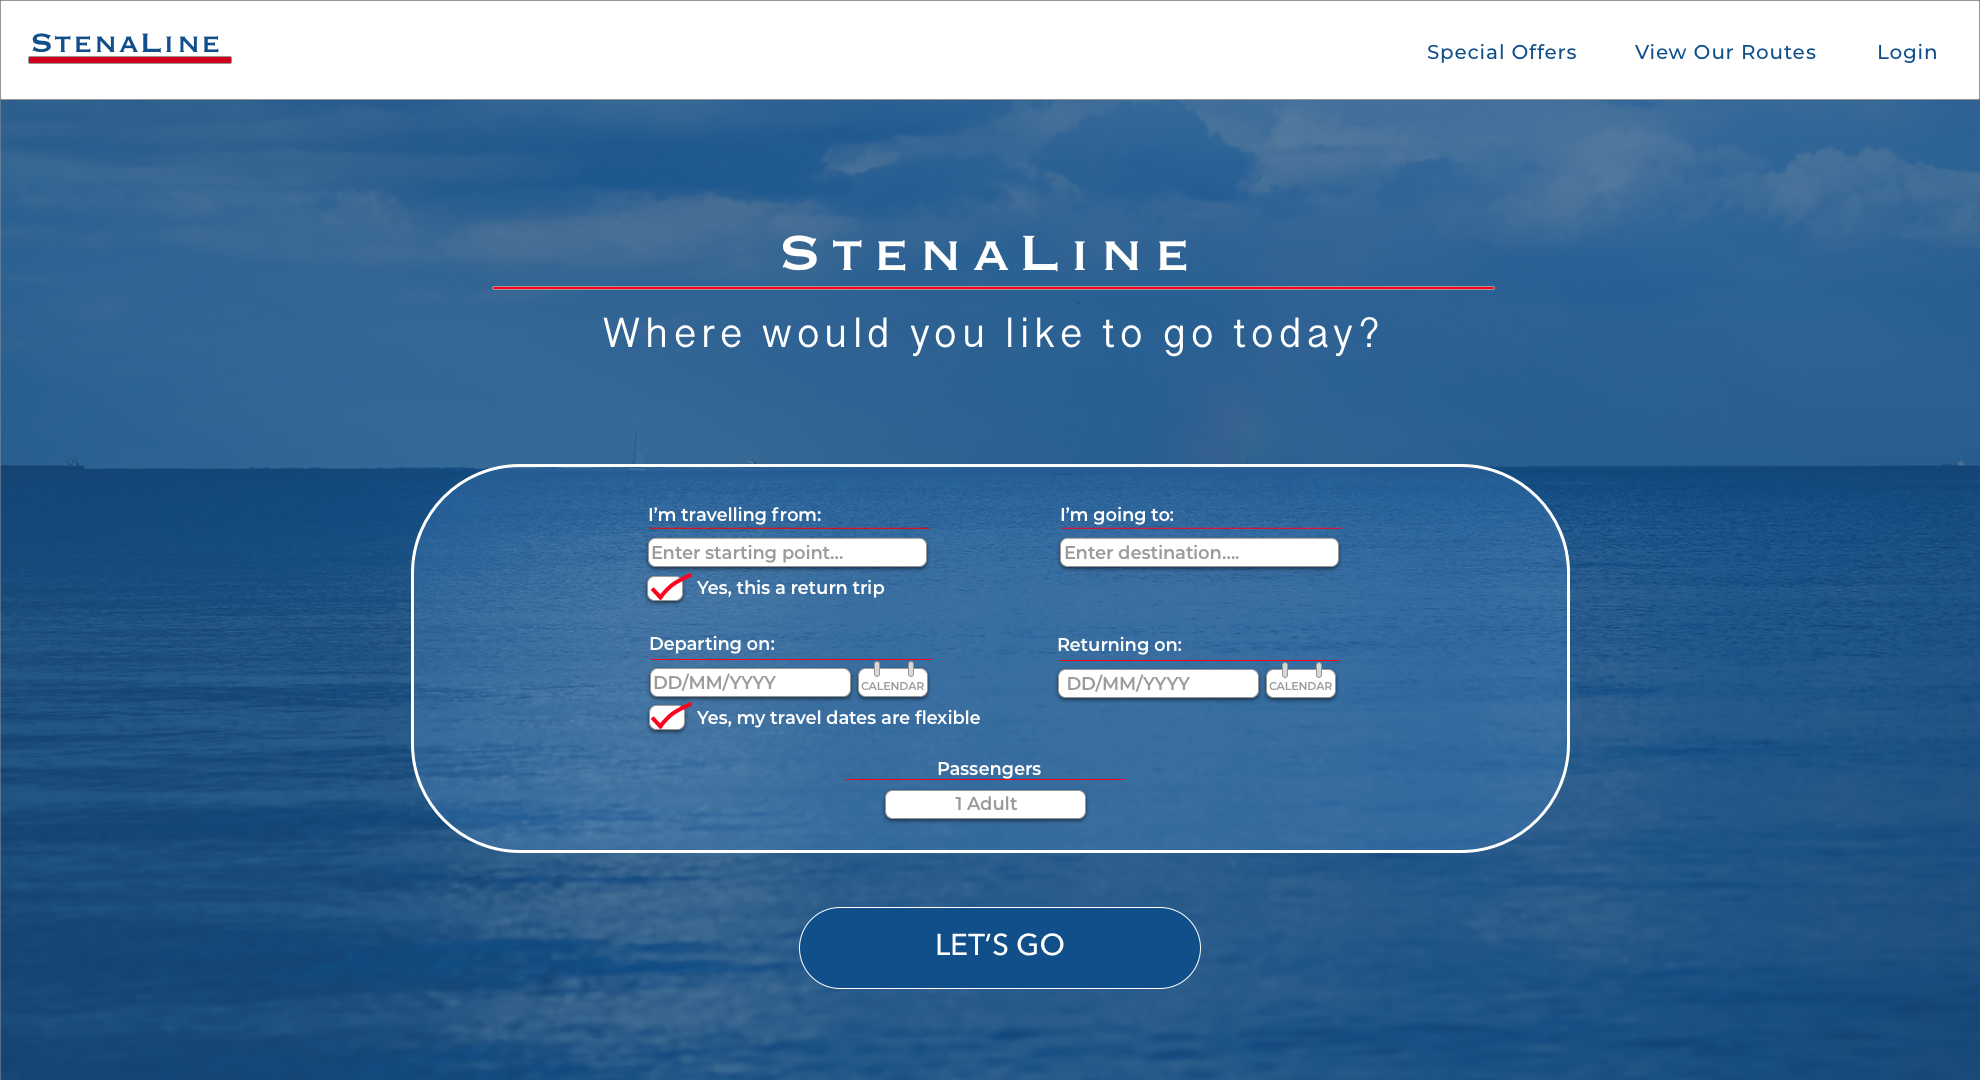 STENALINE
Special Offers View Our Routes Login
STENALINE
Where would you like to go today?
I'm travelling from: I'm going to:
Enter starting point... Enter destination....
Yes, this a return trip
Departing on: Returning on:
DD/MM/YYYY CALENDAR DD/MM/YYYY CALENDAR
Yes, my travel dates are flexible
Passengers
1 Adult
LET'S GO